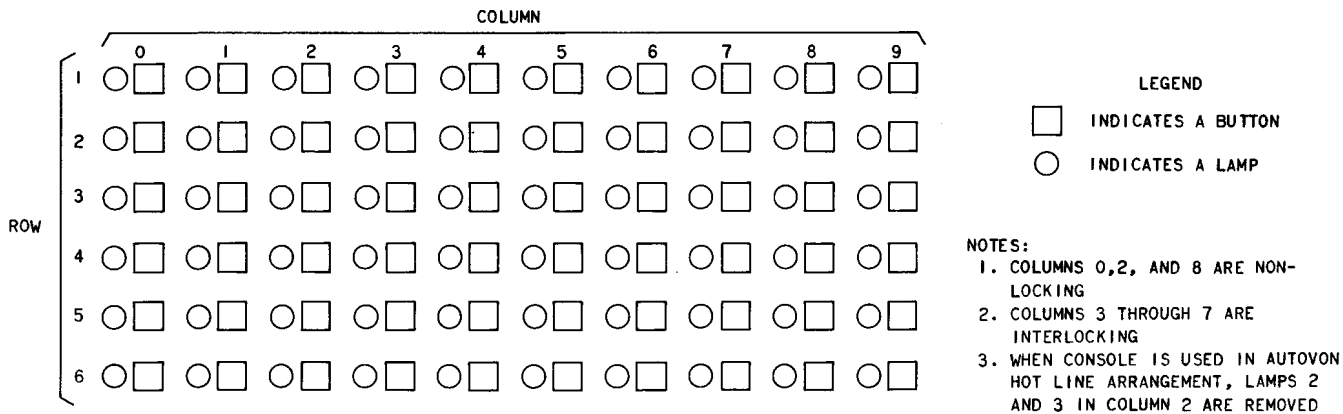 COLUMN
0 1 2 3 4 5 6 7 8 9
1
2
3
ROW
4
5
6
LEGEND
INDICATES A BUTTON
INDICATES A LAMP
NOTES:
1. COLUMNS 0,2, AND 8 ARE NON-
LOCKING
2. COLUMNS 3 THROUGH 7 ARE
INTERLOCKING
3. WHEN CONSOLE IS USED IN AUTOVON
HOT LINE ARRANGEMENT, LAMPS 2
AND 3 IN COLUMN 2 ARE REMOVED